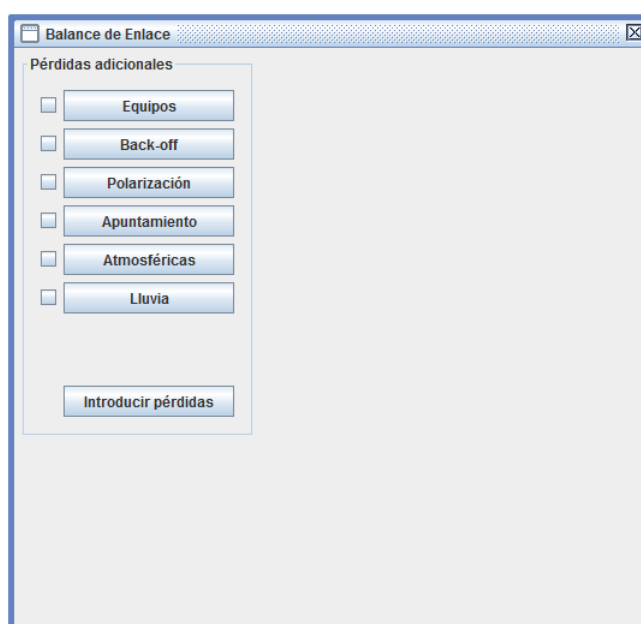 Balance de Enlace
Pérdidas adicionales
Equipos
Back-off
Polarización
Apuntamiento
Atmosféricas
Lluvia
Introducir pérdidas